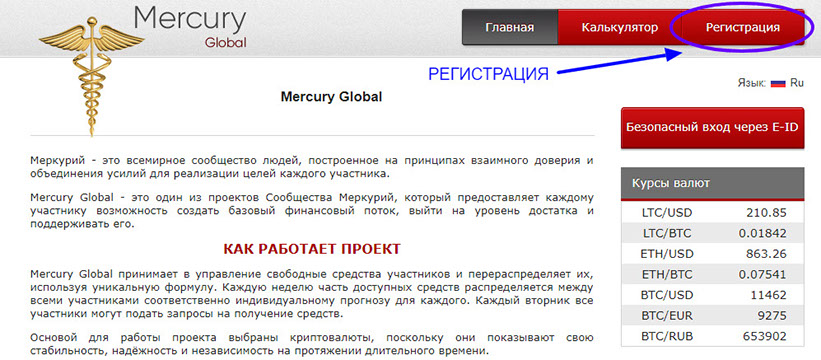 Mercury
Global
Главная
Калькулятор
Регистрация
РЕГИСТРАЦИЯ
Язык: Ru
Mercury Global
Безопасный вход через E-ID
Меркурий - это всемирное сообщество людей, построенное на принципах взаимного доверия и
объединения усилий для реализации целей каждого участника.
Mercury Global - это один из проектов Сообщества Меркурий, который предоставляет каждому
участнику возможность создать базовый финансовый поток, выйти на уровень достатка и
поддерживать его.
КАК РАБОТАЕТ ПРОЕКТ
Mercury Global принимает в управление свободные средства участников и перераспределяет их,
используя уникальную формулу. Каждую неделю часть доступных средств распределяется между
всеми участниками соответственно индивидуальному прогнозу для каждого. Каждый вторник все
участники могут подать запросы на получение средств.
Основой для работы проекта выбраны криптовалюты, поскольку они показывают свою
стабильность, надёжность и независимость на протяжении длительного времени.
Курсы валют
LTC/USD 210.85
LTC/BTC 0.01842
ETH/USD 863.26
ETH/BTC 0.07541
BTC/USD 11462
BTC/EUR 9275
BTC/RUB 653902